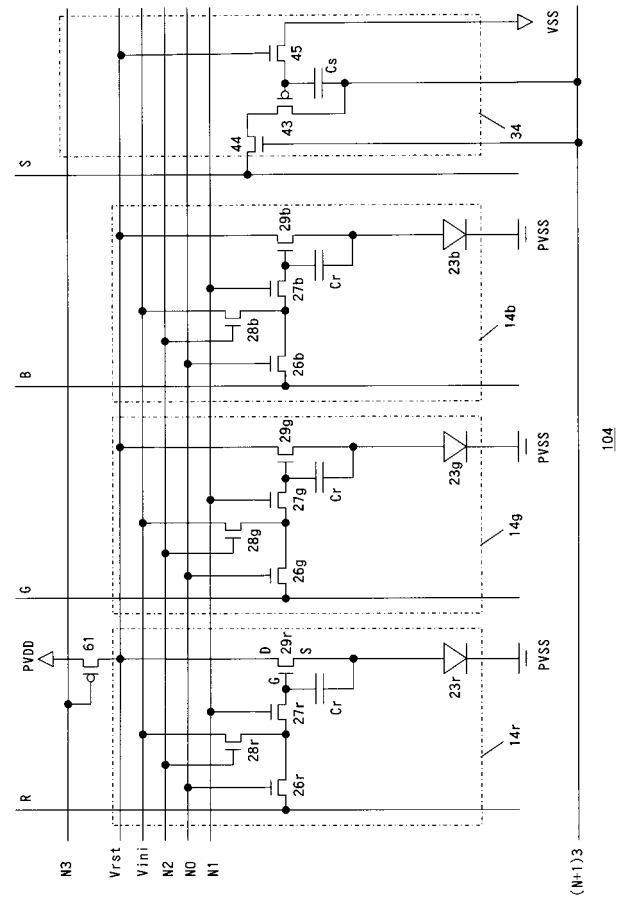 N3
Vrst
Vini
N2
N0
N1
(N+1)3
R
G
B
S
PVDD
61
D
G
S
29r
Cr
27r
28r
26r
23r
PVSS
14r
29g
Cr
27g
28g
26g
23g
PVSS
14g
29b
Cr
27b
28b
26b
23b
PVSS
14b
45
Cs
43
44
34
VSS
104